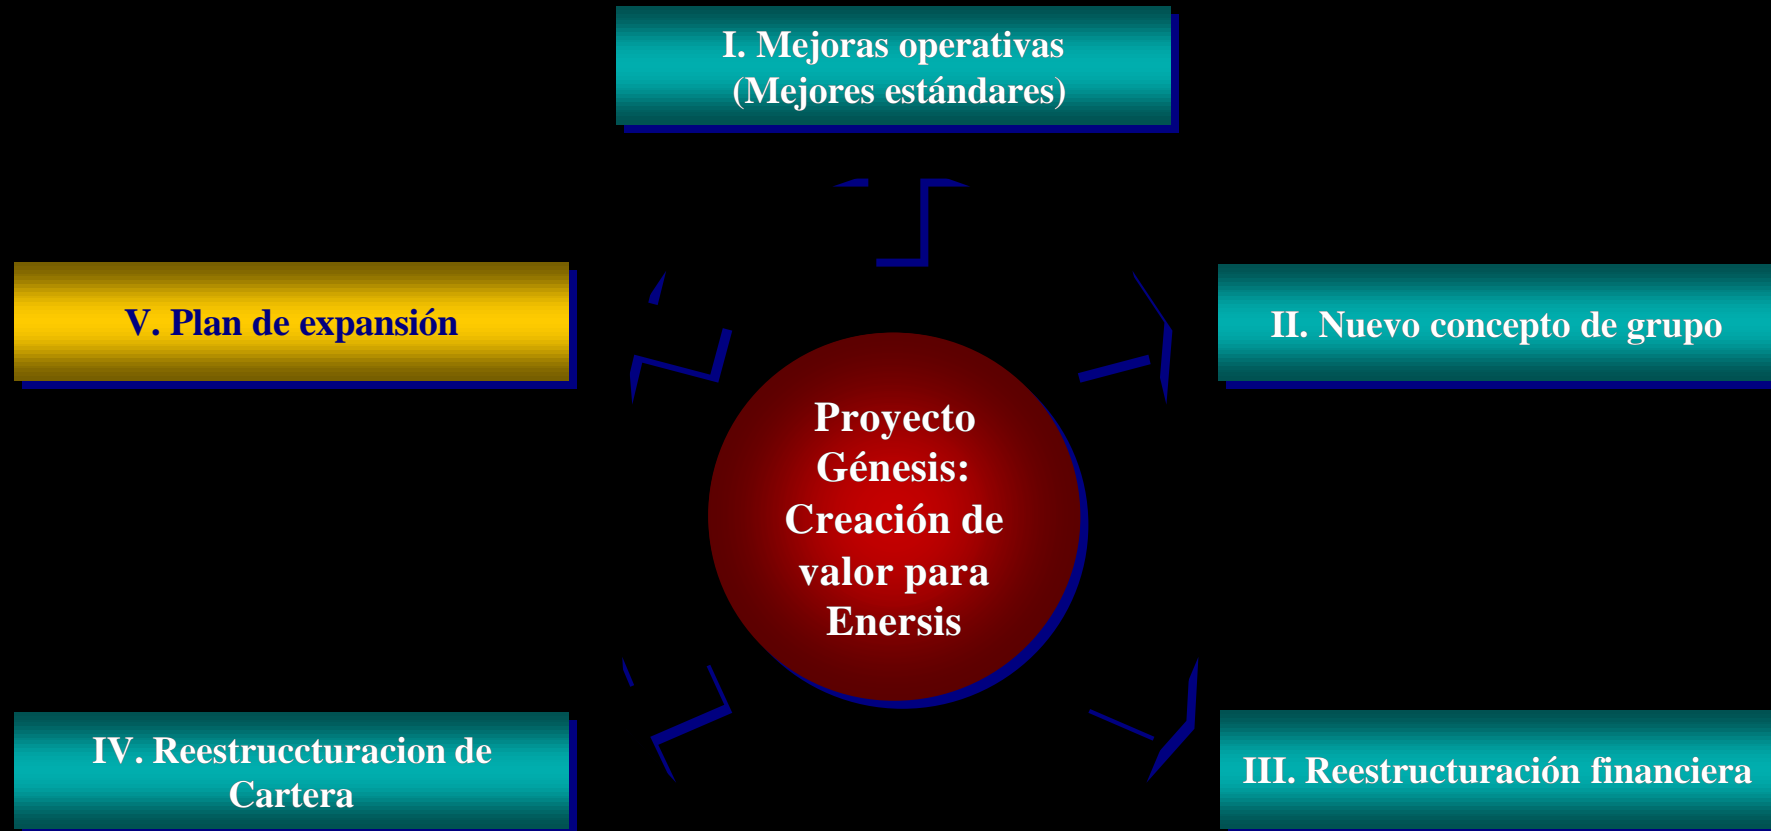 I. Mejoras operativas
(Mejores estándares)
V. Plan de expansión
II. Nuevo concepto de grupo
Proyecto
Génesis:
Creación de
valor para
Enersis
IV. Reestruccturacion de
Cartera
III. Reestructuración financiera